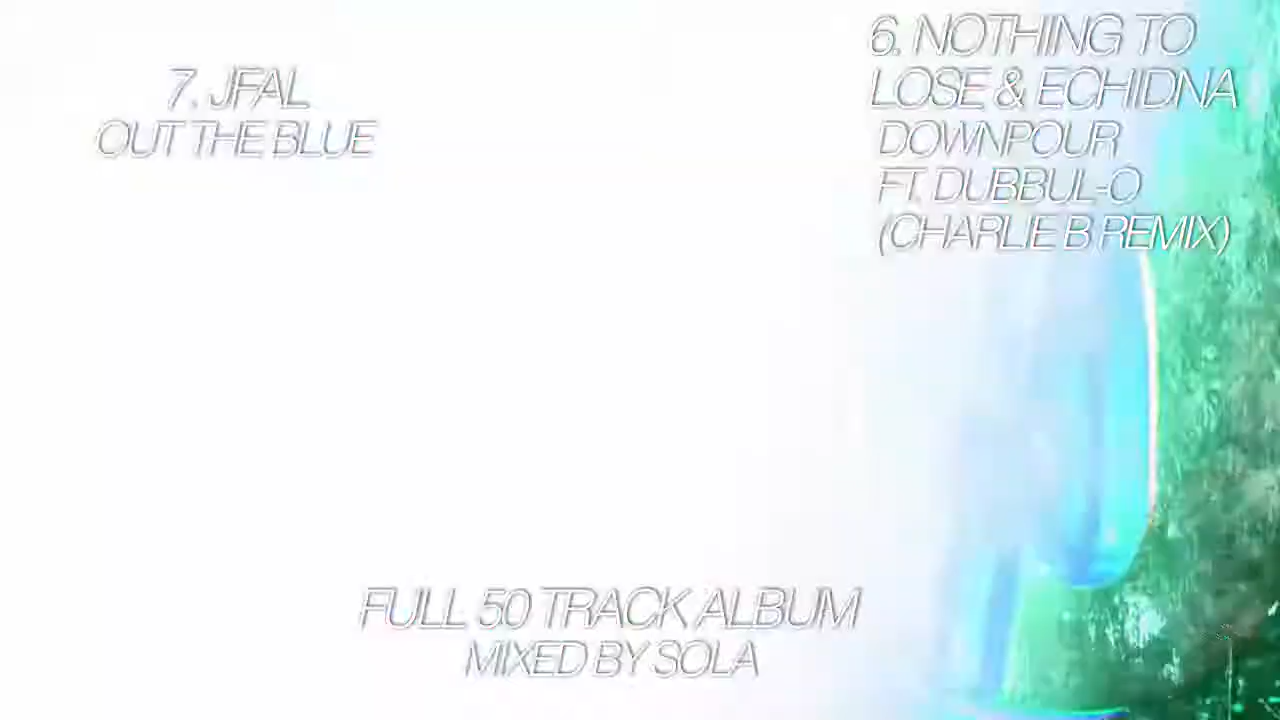 7. JFAL
OUT THE BLUE
6. NOTHING TO
LOSE & ECHIDNA
DOWNPOUR
FT. DUBBUL-O
(CHARLIE B REMIX)
FULL 50 TRACK ALBUM
MIXED BY SOLA